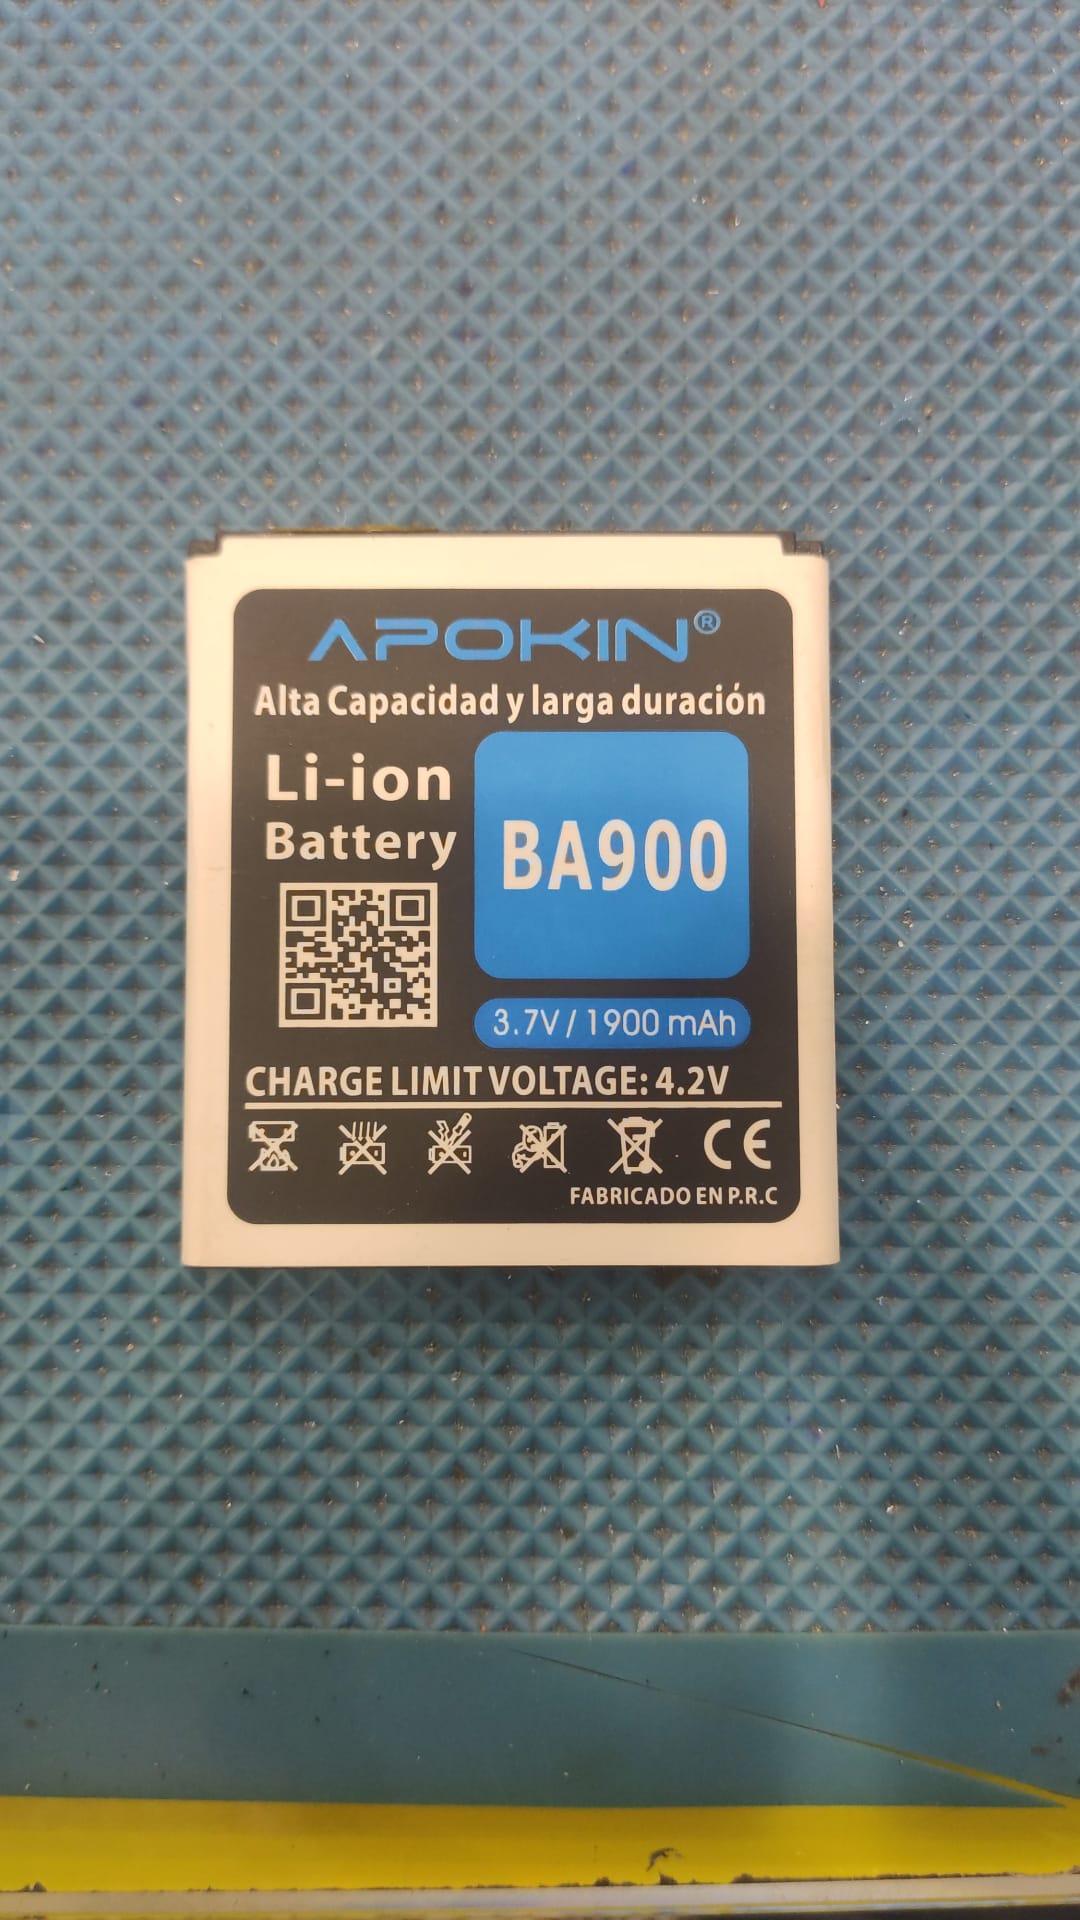 APOKIN®
Alta Capacidad y larga duración
Li-ion
Battery
BA900
3.7V / 1900 mAh
CHARGE LIMIT VOLTAGE: 4.2V
CE
FABRICADO EN P.R.C